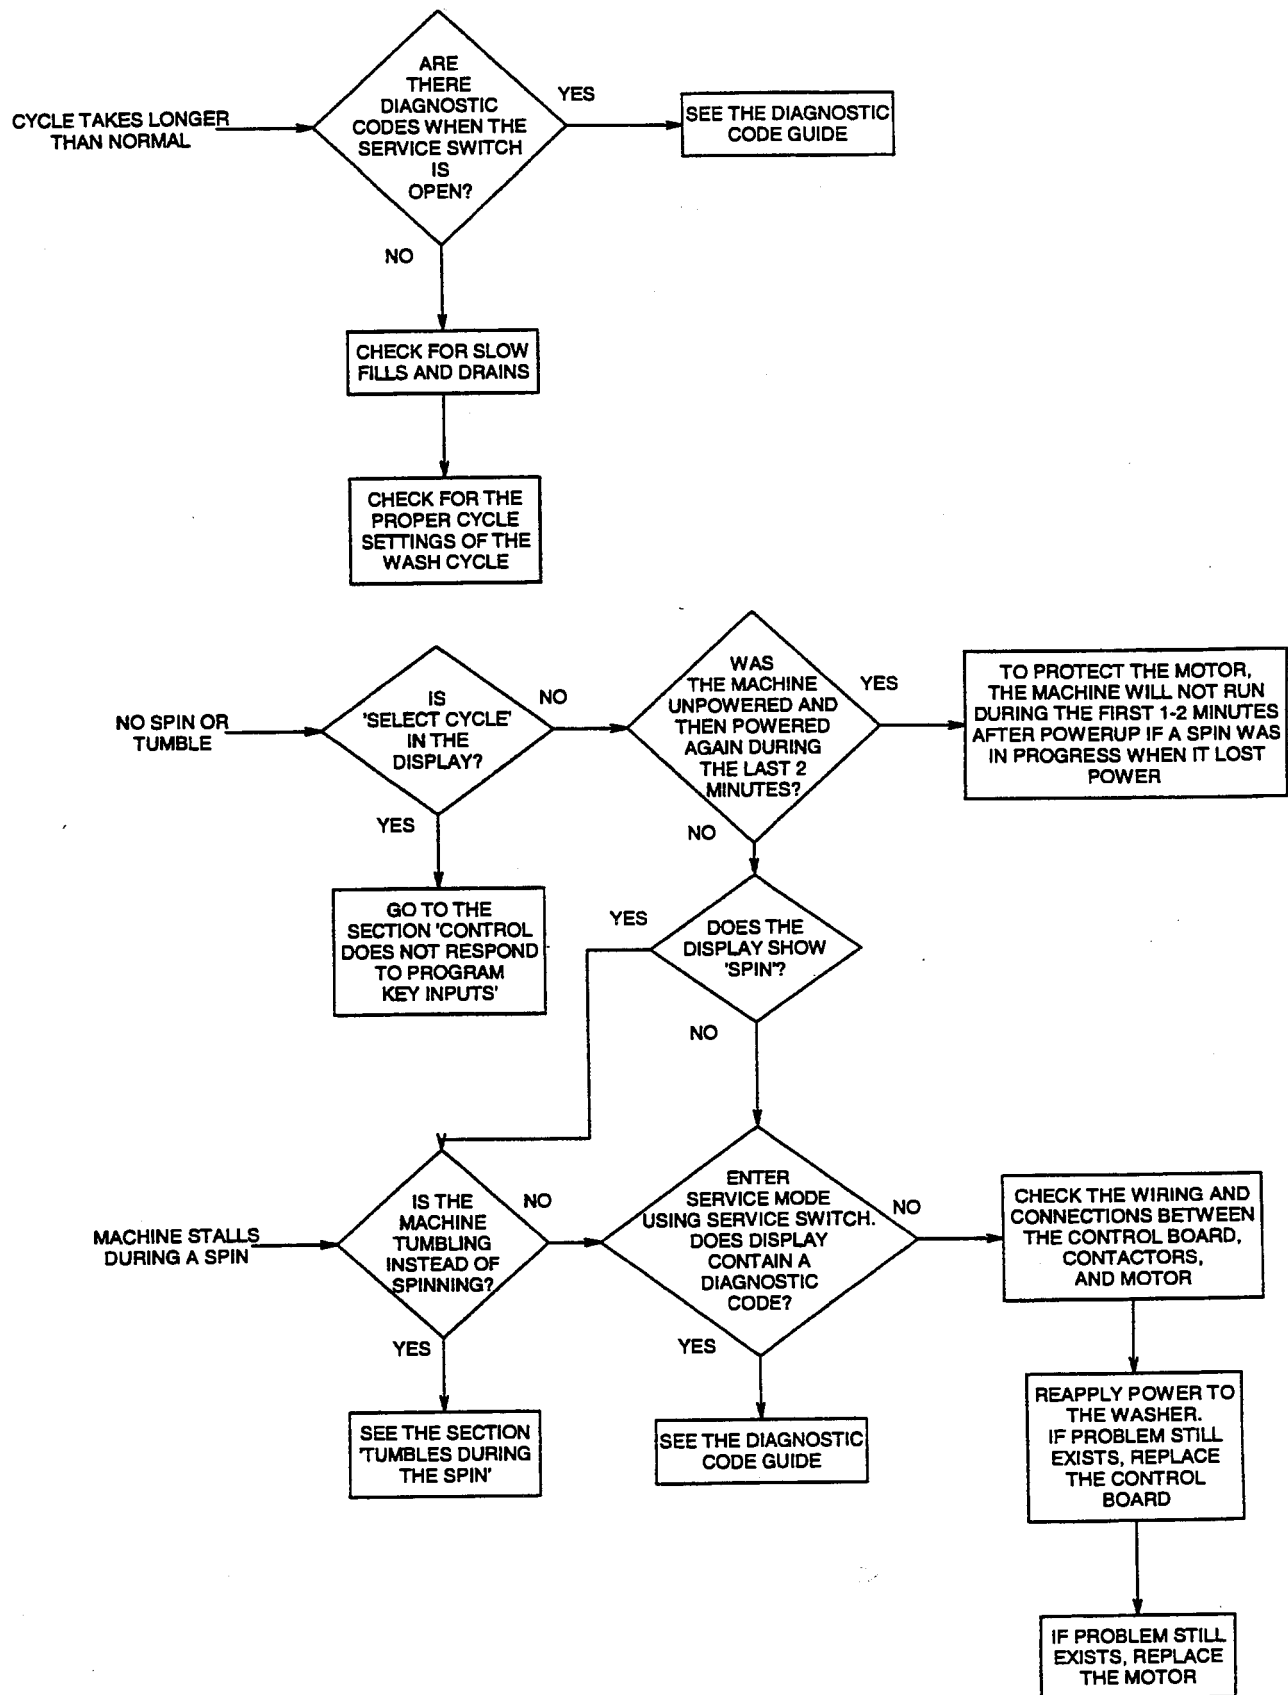 ARE
THERE
DIAGNOSTIC
CODES WHEN THE
SERVICE SWITCH
IS
OPEN?
YES
CYCLE TAKES LONGER
THAN NORMAL
SEE THE DIAGNOSTIC
CODE GUIDE
NO
CHECK FOR SLOW
FILLS AND DRAINS
CHECK FOR THE
PROPER CYCLE
SETTINGS OF THE
WASH CYCLE
NO SPIN OR
TUMBLE
IS
'SELECT CYCLE'
IN THE
DISPLAY?
NO
WAS
THE MACHINE
UNPOWERED AND
THEN POWERED
AGAIN DURING
THE LAST 2
MINUTES?
YES
TO PROTECT THE MOTOR,
THE MACHINE WILL NOT RUN
DURING THE FIRST 1-2 MINUTES
AFTER POWERUP IF A SPIN WAS
IN PROGRESS WHEN IT LOST
POWER
YES
NO
GO TO THE
SECTION 'CONTROL
DOES NOT RESPOND
TO PROGRAM
KEY INPUTS'
YES
DOES THE
DISPLAY SHOW
'SPIN'?
NO
MACHINE STALLS
DURING A SPIN
IS THE
MACHINE
TUMBLING
INSTEAD OF
SPINNING?
NO
ENTER
SERVICE MODE
USING SERVICE SWITCH.
DOES DISPLAY
CONTAIN A
DIAGNOSTIC
CODE?
NO
CHECK THE WIRING AND
CONNECTIONS BETWEEN
THE CONTROL BOARD,
CONTACTORS,
AND MOTOR
YES
YES
SEE THE SECTION
'TUMBLES DURING
THE SPIN'
SEE THE DIAGNOSTIC
CODE GUIDE
REAPPLY POWER TO
THE WASHER.
IF PROBLEM STILL
EXISTS, REPLACE
THE CONTROL
BOARD
IF PROBLEM STILL
EXISTS, REPLACE
THE MOTOR